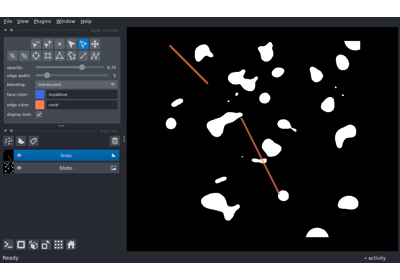 File View Plugins Window Help
opacity: 0.70
edge width: 5
blending: translucent
face color: royalblue
edge color: coral
display text: ✓
lines
blobs
Ready
activity